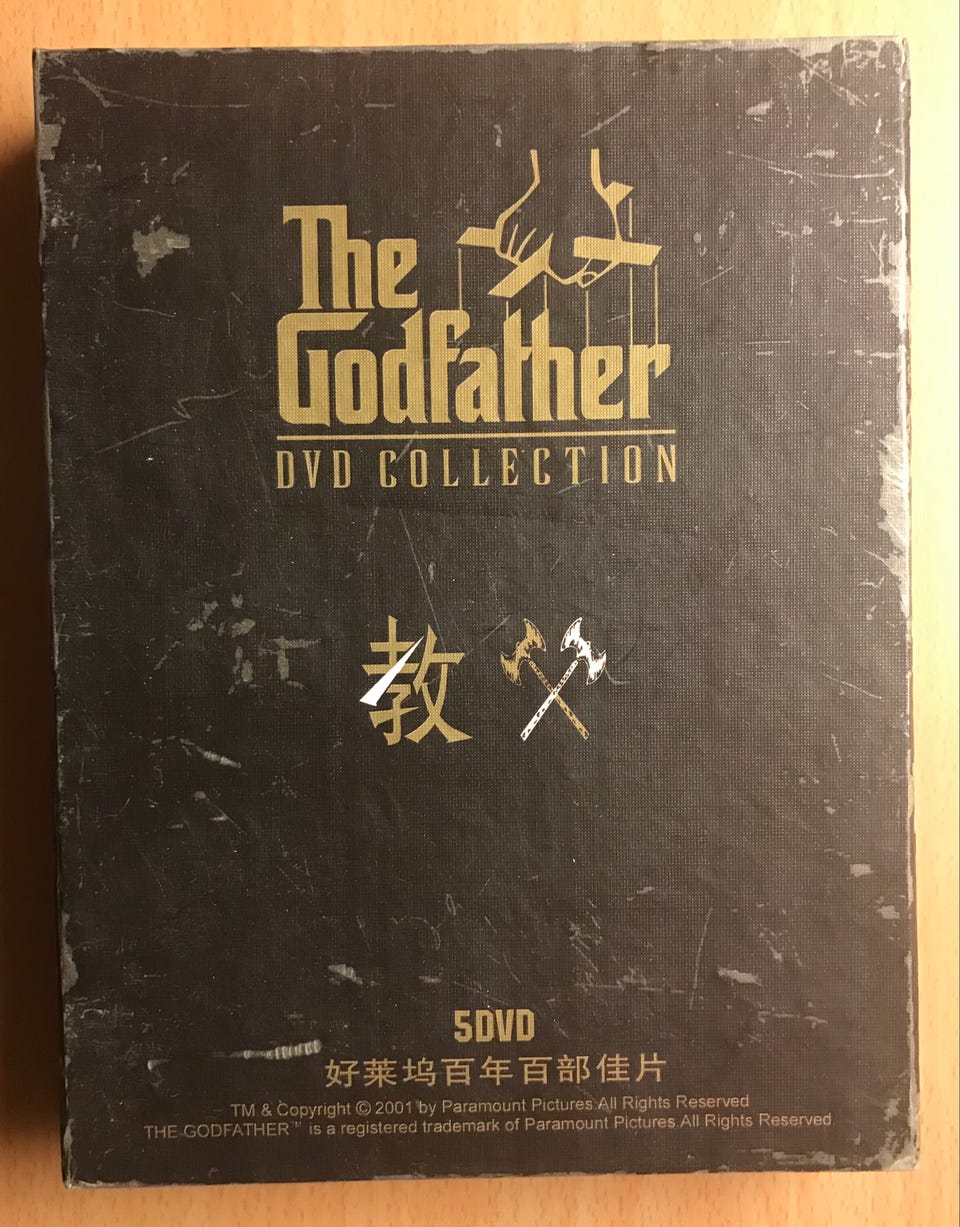 The
Godfather
DVD COLLECTION
教父
5DVD
好莱坞百年百部佳片
TM & Copyright © 2001 by Paramount Pictures.All Rights Reserved
THE GODFATHER™ is a registered trademark of Paramount Pictures.All Rights Reserved.